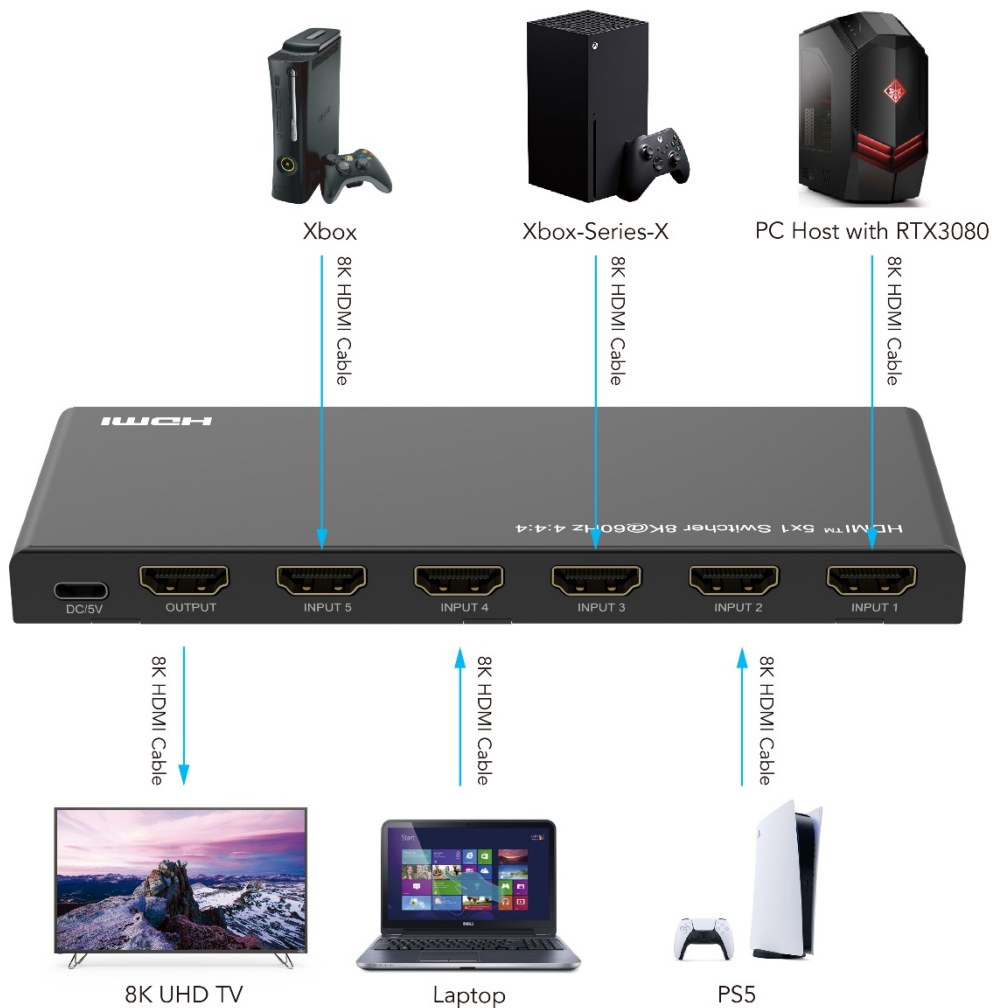 Xbox
Xbox-Series-X
PC Host with RTX3080
8K HDMI Cable
8K HDMI Cable
8K HDMI Cable
HDMI
HDMI™ 5x1 Switcher 8K@60Hz 4:4:4
DC/5V
OUTPUT
INPUT 5
INPUT 4
INPUT 3
INPUT 2
INPUT 1
8K HDMI Cable
8K HDMI Cable
8K HDMI Cable
Start
DELL
8K UHD TV
Laptop
PS5